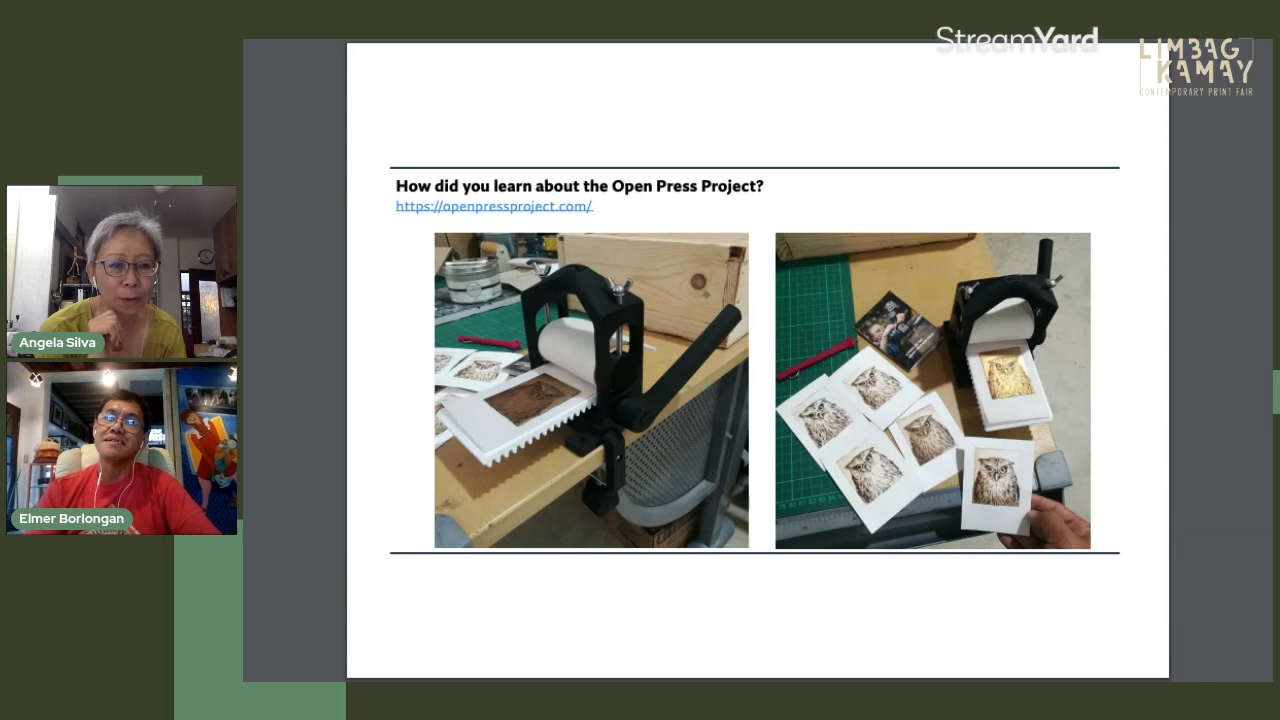 StreamYard
LIMBAG
KAMAY
CONTEMPORARY PRINT FAIR
How did you learn about the Open Press Project?
https://openpressproject.com/
Angela Silva
Elmer Borlongan